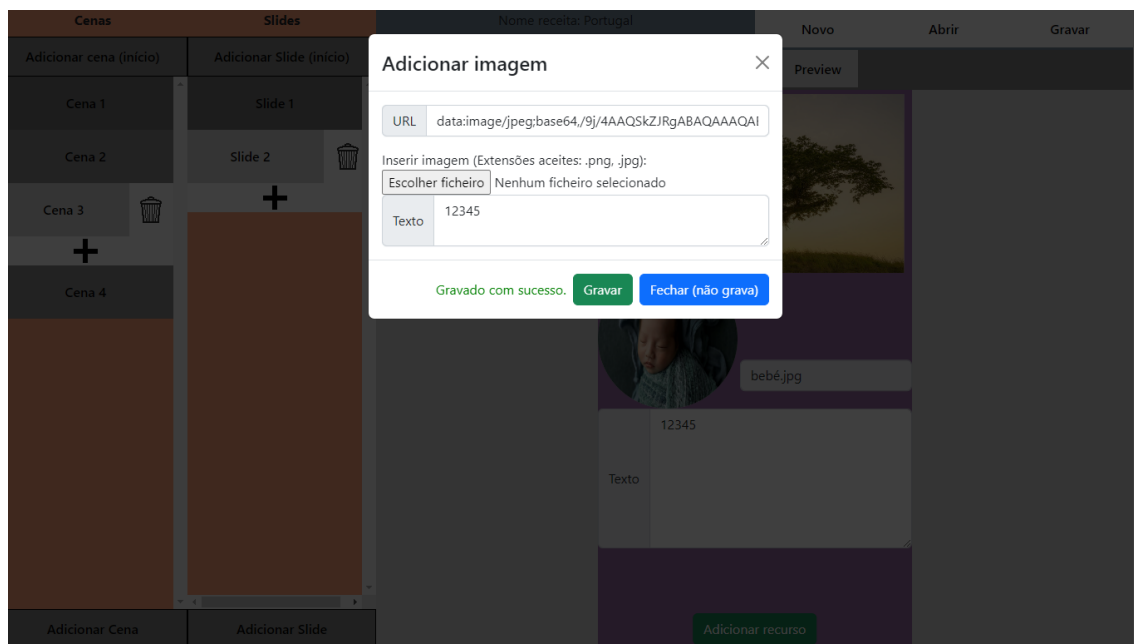 Cenas
Slides
Nome receita: Portugal
Novo
Abrir
Gravar
Adicionar cena (início)
Adicionar Slide (início)
Preview
Adicionar imagem
Cena 1
Slide 1
URL
data:image/jpeg;base64,/9j/4AAQSkZJRgABAQAAAQAB
Cena 2
Slide 2
Inserir imagem (Extensões aceites: .png, .jpg):
Escolher ficheiro
Nenhum ficheiro selecionado
Cena 3
Texto
12345
Cena 4
Gravado com sucesso.
Gravar
Fechar (não grava)
bebé.jpg
12345
Texto
Adicionar Cena
Adicionar Slide
Adicionar recurso